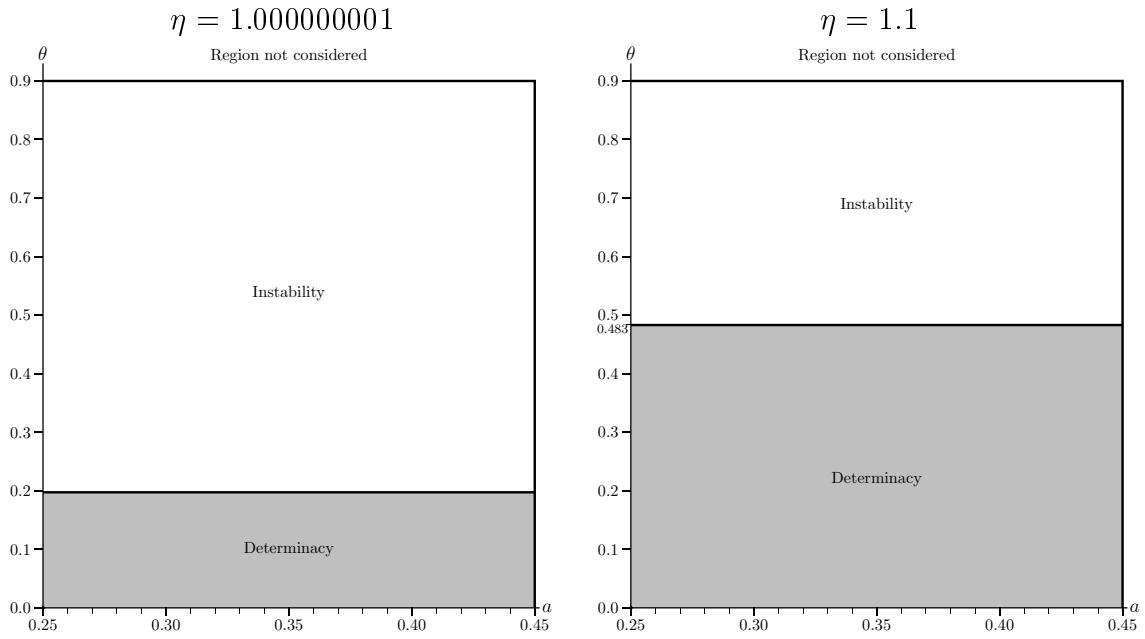 η = 1.000000001
θ
Region not considered
0.9
0.8
0.7
0.6
Instability
0.5
0.4
0.3
0.2
Determinacy
0.1
0.0
a
0.25 0.30 0.35 0.40 0.45
η = 1.1
θ
Region not considered
0.9
0.8
0.7
Instability
0.6
0.5
0.483
0.4
0.3
Determinacy
0.2
0.1
0.0
a
0.25 0.30 0.35 0.40 0.45